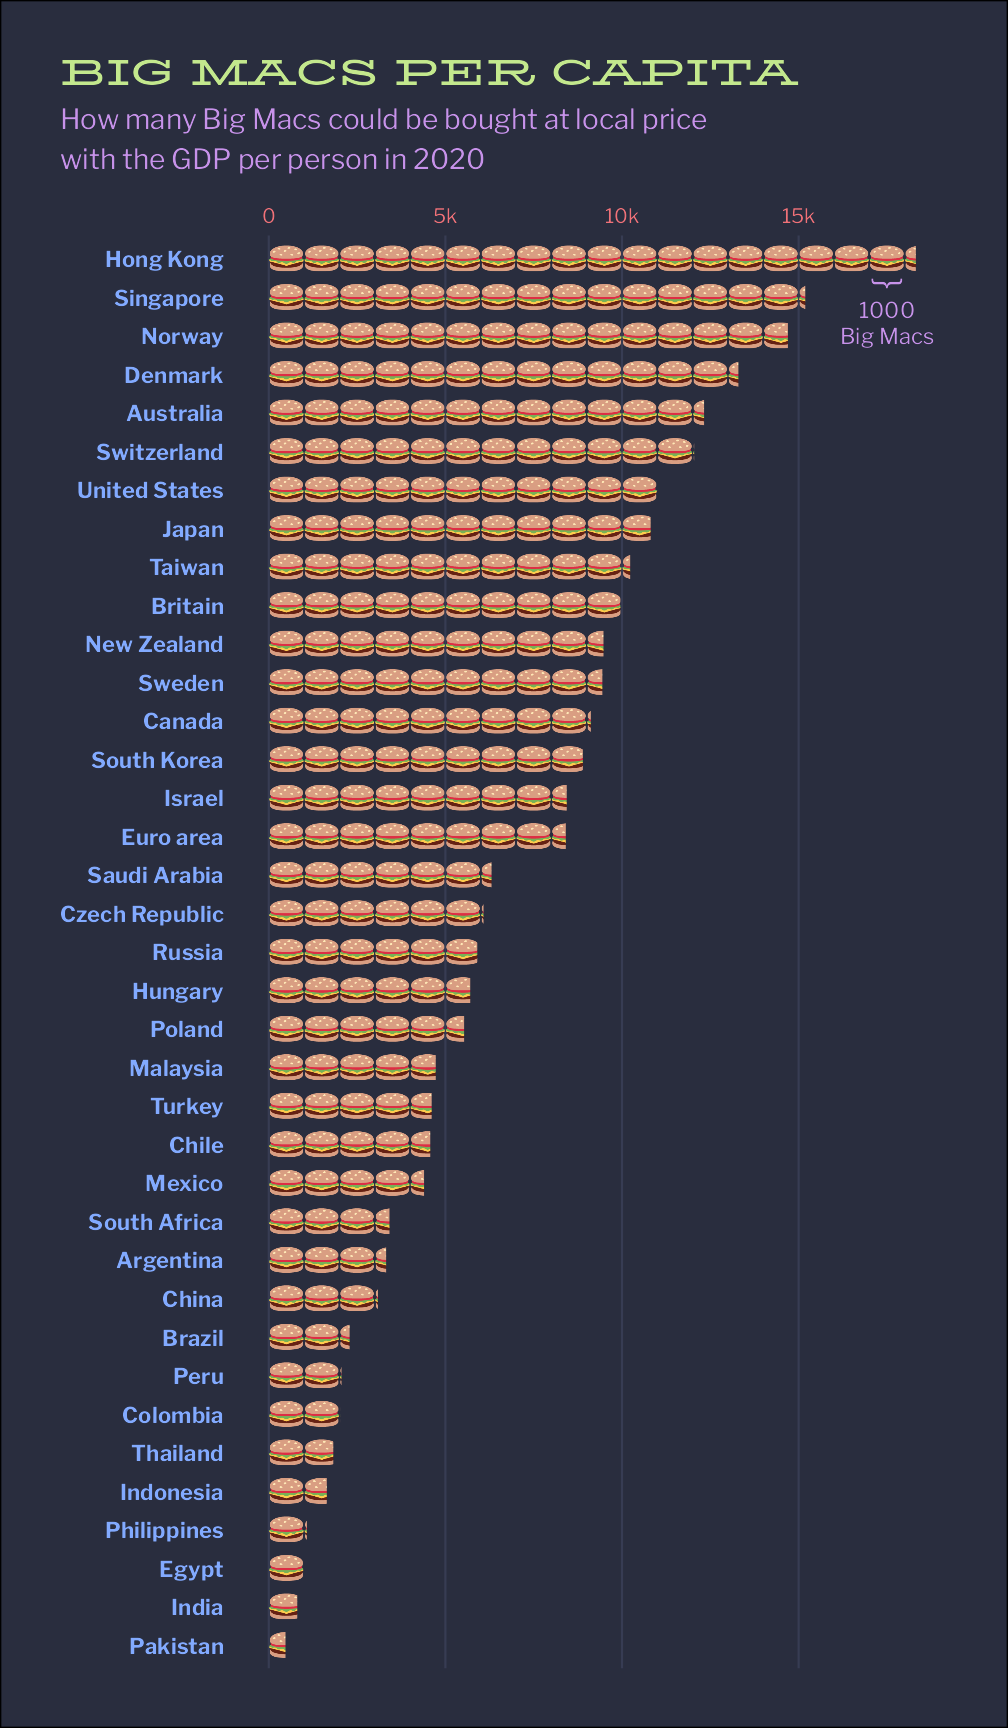 BIG MACS PER CAPITA
How many Big Macs could be bought at local price
with the GDP per person in 2020
0 5k 10k 15k
Hong Kong
Singapore
1000
Big Macs
Norway
Denmark
Australia
Switzerland
United States
Japan
Taiwan
Britain
New Zealand
Sweden
Canada
South Korea
Israel
Euro area
Saudi Arabia
Czech Republic
Russia
Hungary
Poland
Malaysia
Turkey
Chile
Mexico
South Africa
Argentina
China
Brazil
Peru
Colombia
Thailand
Indonesia
Philippines
Egypt
India
Pakistan